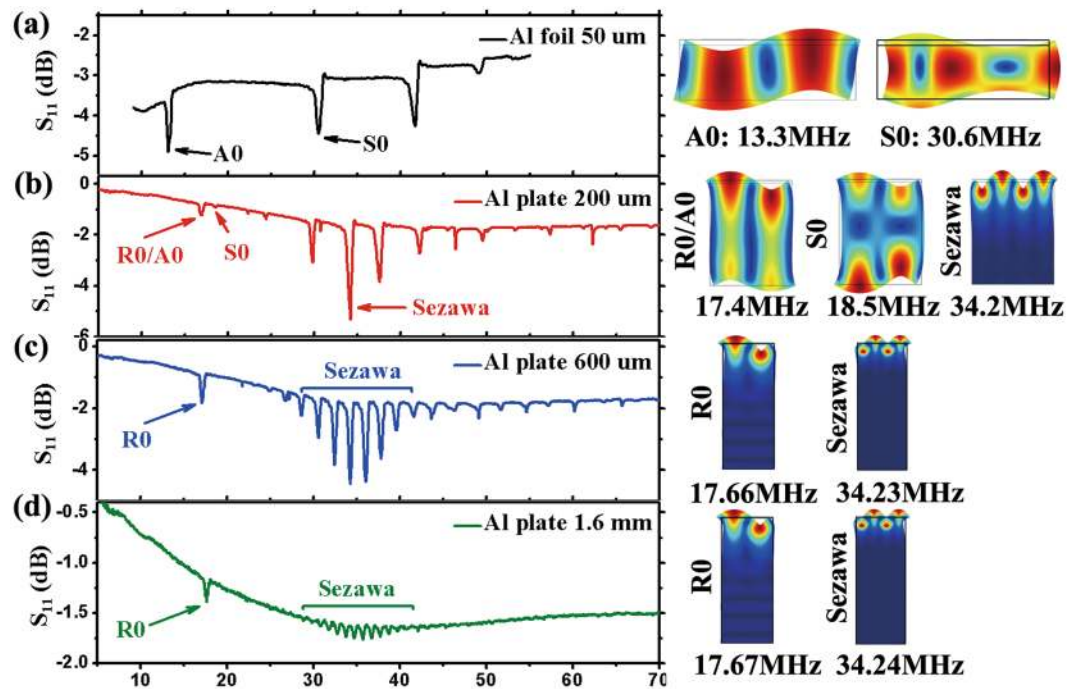 (a)
-2
-3
-4
-5
S₁₁ (dB)
Al foil 50 um
A0
S0
A0: 13.3MHz
S0: 30.6MHz
(b)
0
-2
-4
-6
S₁₁ (dB)
Al plate 200 um
R0/A0
S0
Sezawa
R0/A0
17.4MHz
S0
18.5MHz
Sezawa
34.2MHz
(c)
0
-2
-4
S₁₁ (dB)
Al plate 600 um
Sezawa
R0
R0
17.66MHz
Sezawa
34.23MHz
(d)
-0.5
-1.0
-1.5
-2.0
S₁₁ (dB)
Al plate 1.6 mm
Sezawa
R0
R0
17.67MHz
Sezawa
34.24MHz
10 20 30 40 50 60 70